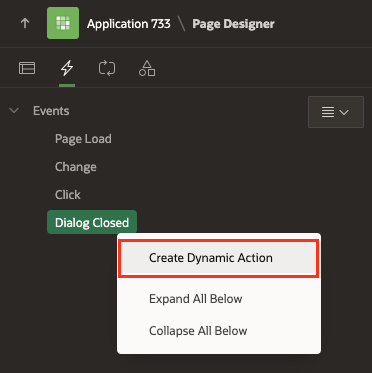 Application 733 \ Page Designer
Events
Page Load
Change
Click
Dialog Closed
Create Dynamic Action
Expand All Below
Collapse All Below